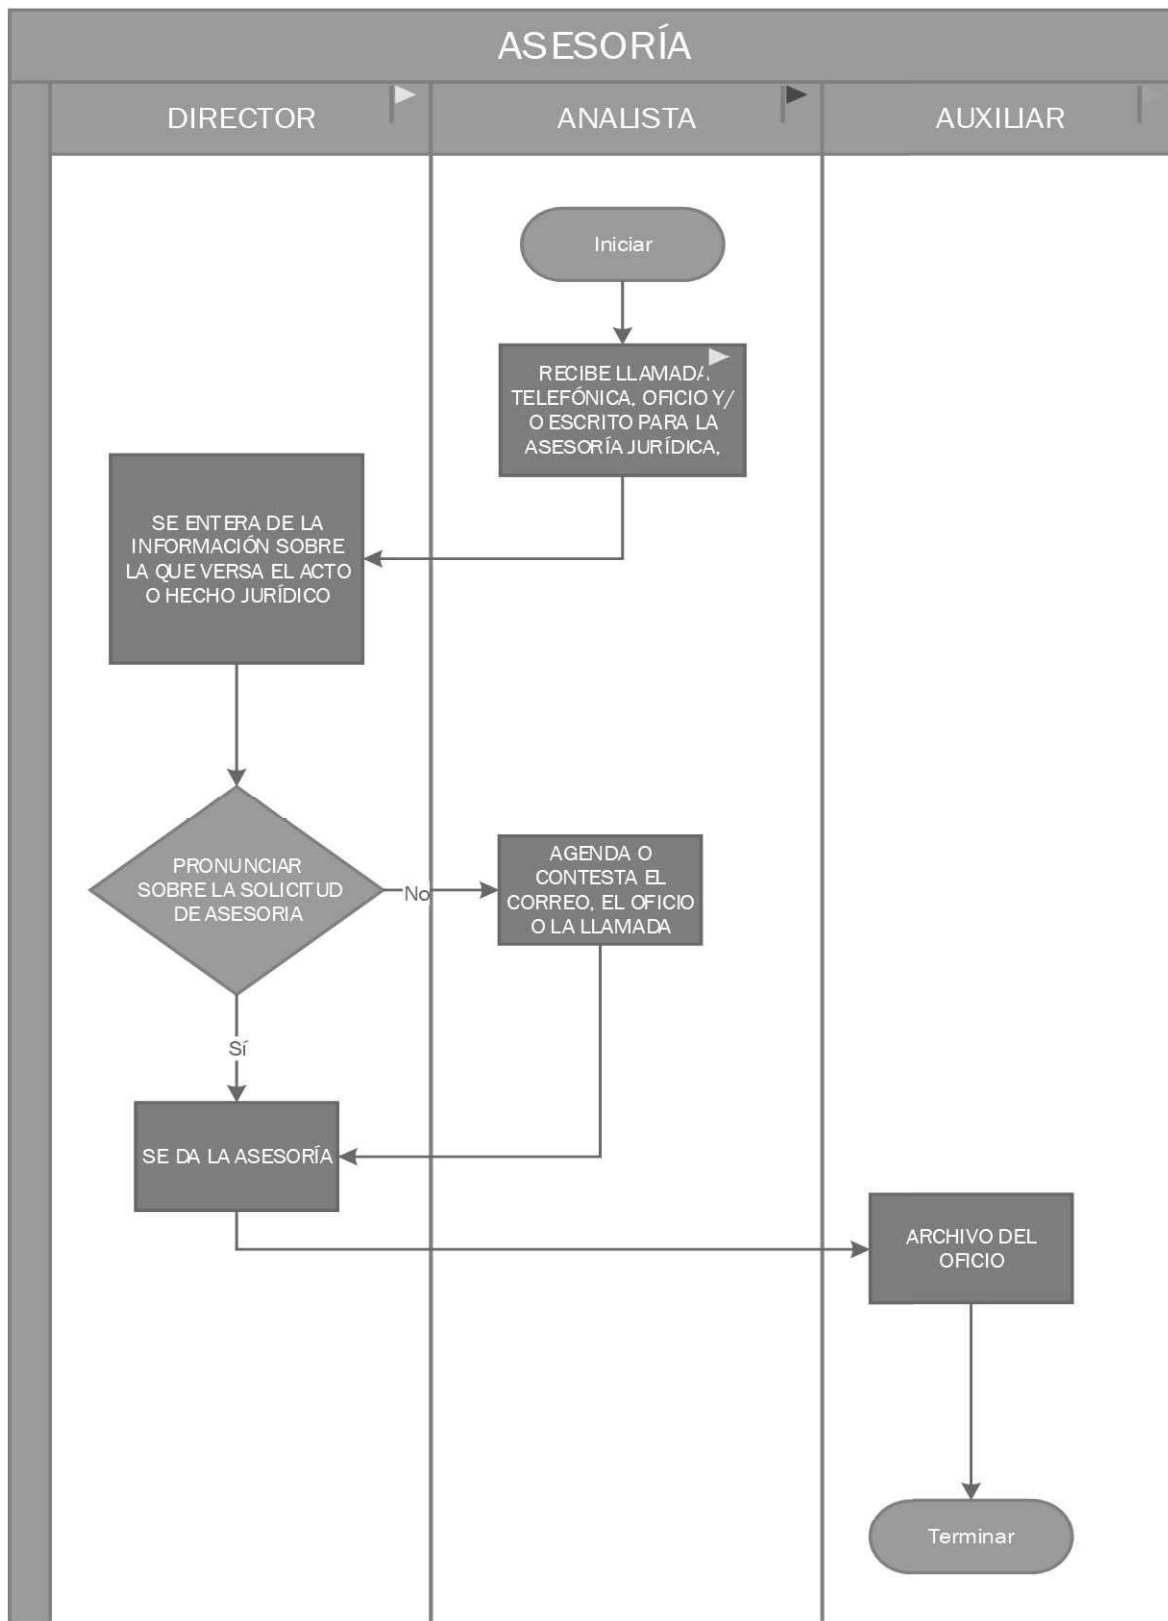 ASESORÍA
DIRECTOR
ANALISTA
AUXILIAR
Iniciar
RECIBE LLAMADA
TELEFÓNICA, OFICIO Y/
O ESCRITO PARA LA
ASESORÍA JURÍDICA,
SE ENTERA DE LA
INFORMACIÓN SOBRE
LA QUE VERSA EL ACTO
O HECHO JURÍDICO
PRONUNCIAR
SOBRE LA SOLICITUD
DE ASESORIA
No
AGENDA O
CONTESTA EL
CORREO, EL OFICIO
O LA LLAMADA
Sí
SE DA LA ASESORÍA
ARCHIVO DEL
OFICIO
Terminar